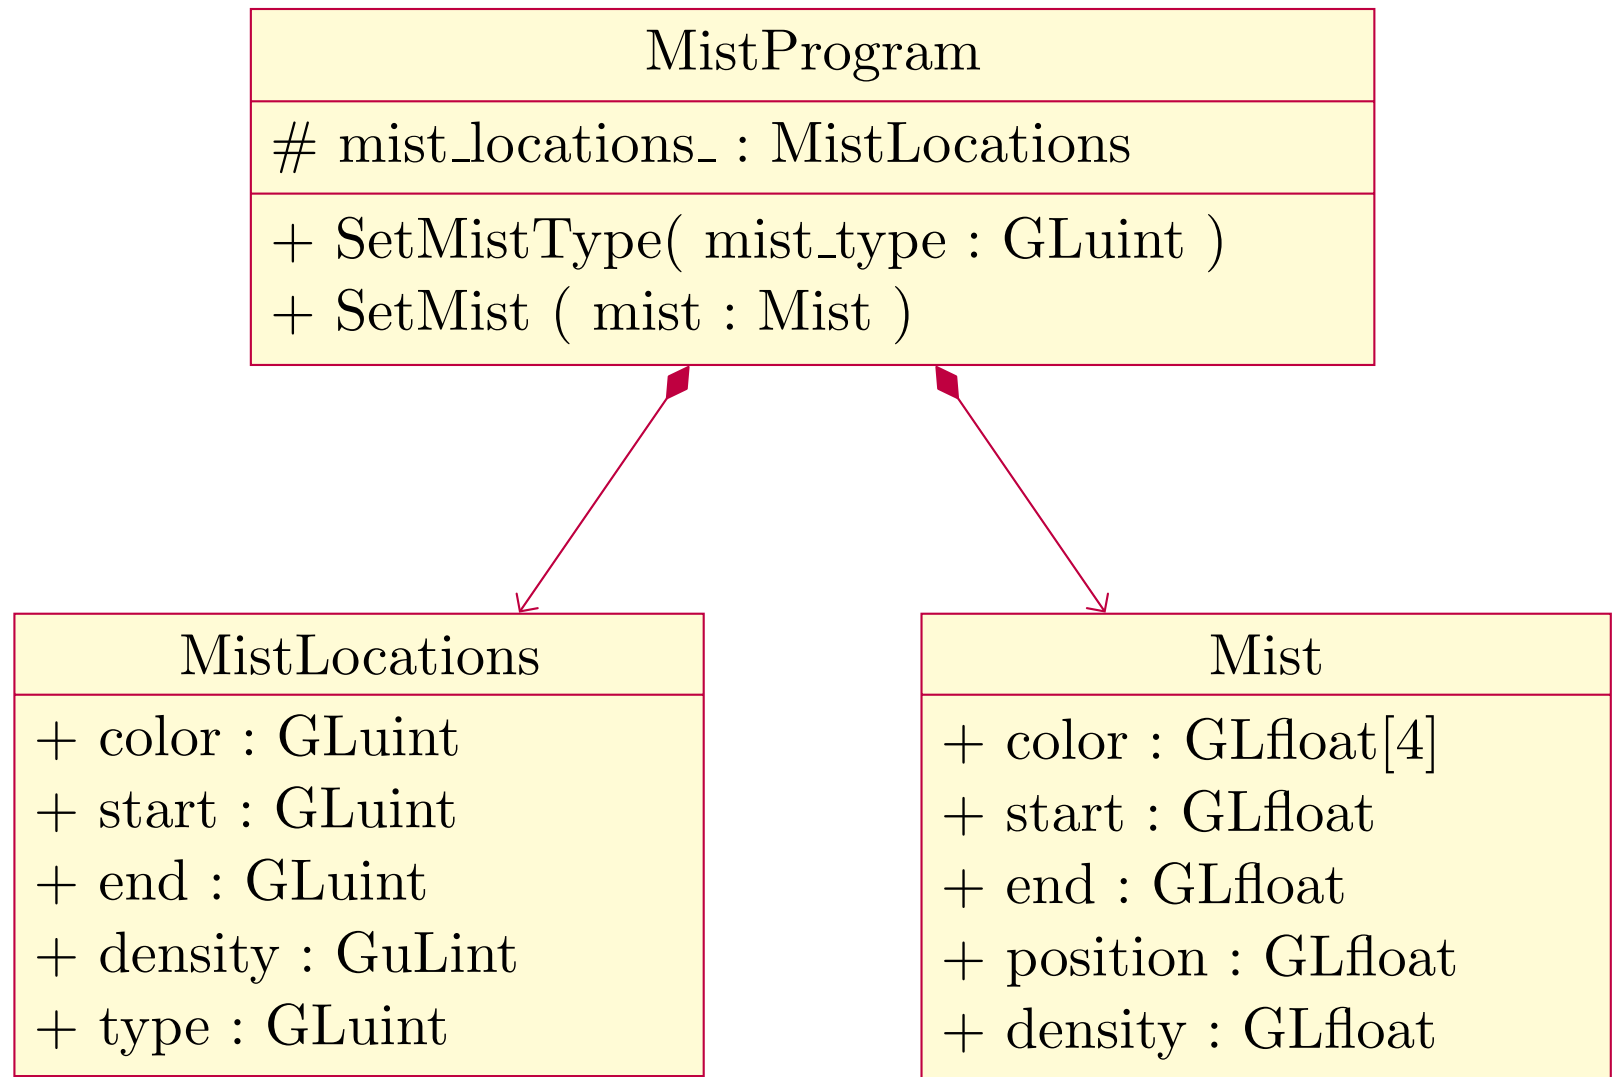 MistProgram
# mist_locations_ : MistLocations
+ SetMistType( mist_type : GLuint )
+ SetMist ( mist : Mist )
MistLocations
+ color : GLuint
+ start : GLuint
+ end : GLuint
+ density : GuLint
+ type : GLuint
Mist
+ color : GLfloat[4]
+ start : GLfloat
+ end : GLfloat
+ position : GLfloat
+ density : GLfloat